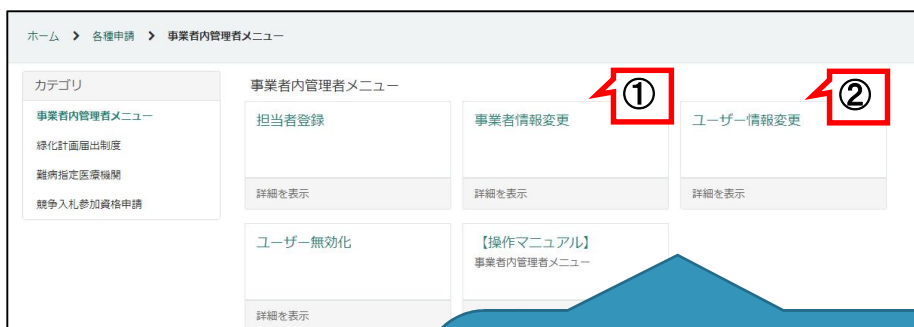 ホーム > 各種申請 > 事業者内管理者メニュー
カテゴリ
事業者内管理者メニュー
緑化計画届出制度
難病指定医療機関
競争入札参加資格申請
事業者内管理者メニュー
担当者登録
詳細を表示
事業者情報変更
①
詳細を表示
ユーザー情報変更
②
詳細を表示
ユーザー無効化
詳細を表示
【操作マニュアル】
事業者内管理者メニュー